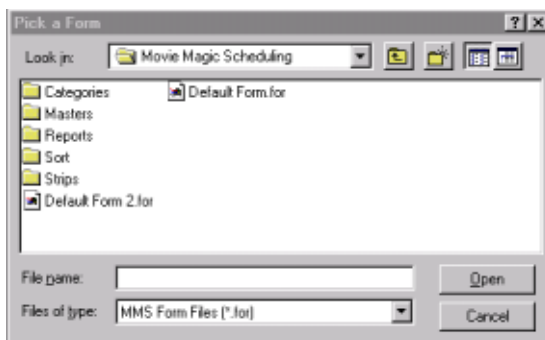 Pick a Form
Look in: Movie Magic Scheduling
Categories
Masters
Reports
Sort
Strips
Default Form 2.for
Default Form.for
File name: Open
Files of type: MMS Form Files (*.for) Cancel